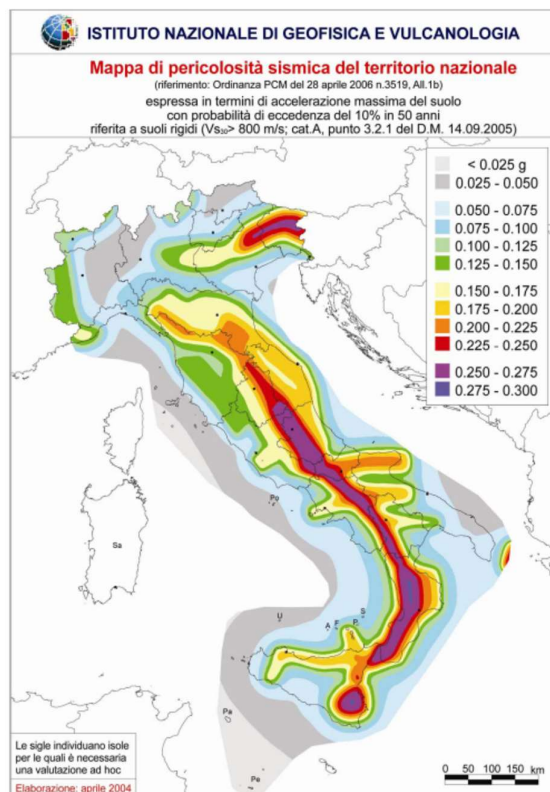 ISTITUTO NAZIONALE DI GEOFISICA E VULCANOLOGIA
Mappa di pericolosità sismica del territorio nazionale
(riferimento: Ordinanza PCM del 28 aprile 2006 n.3519, All.1b)
espressa in termini di accelerazione massima del suolo
con probabilità di eccedenza del 10% in 50 anni
riferita a suoli rigidi (Vs₃₀> 800 m/s; cat.A, punto 3.2.1 del D.M. 14.09.2005)
< 0.025 g
0.025 - 0.050
0.050 - 0.075
0.075 - 0.100
0.100 - 0.125
0.125 - 0.150
0.150 - 0.175
0.175 - 0.200
0.200 - 0.225
0.225 - 0.250
0.250 - 0.275
0.275 - 0.300
Po
Sa
U
A
F
P
S
Pa
Pe
Le sigle individuano isole
per le quali è necessaria
una valutazione ad hoc
Elaborazione: aprile 2004
0 50 100 150 200
km